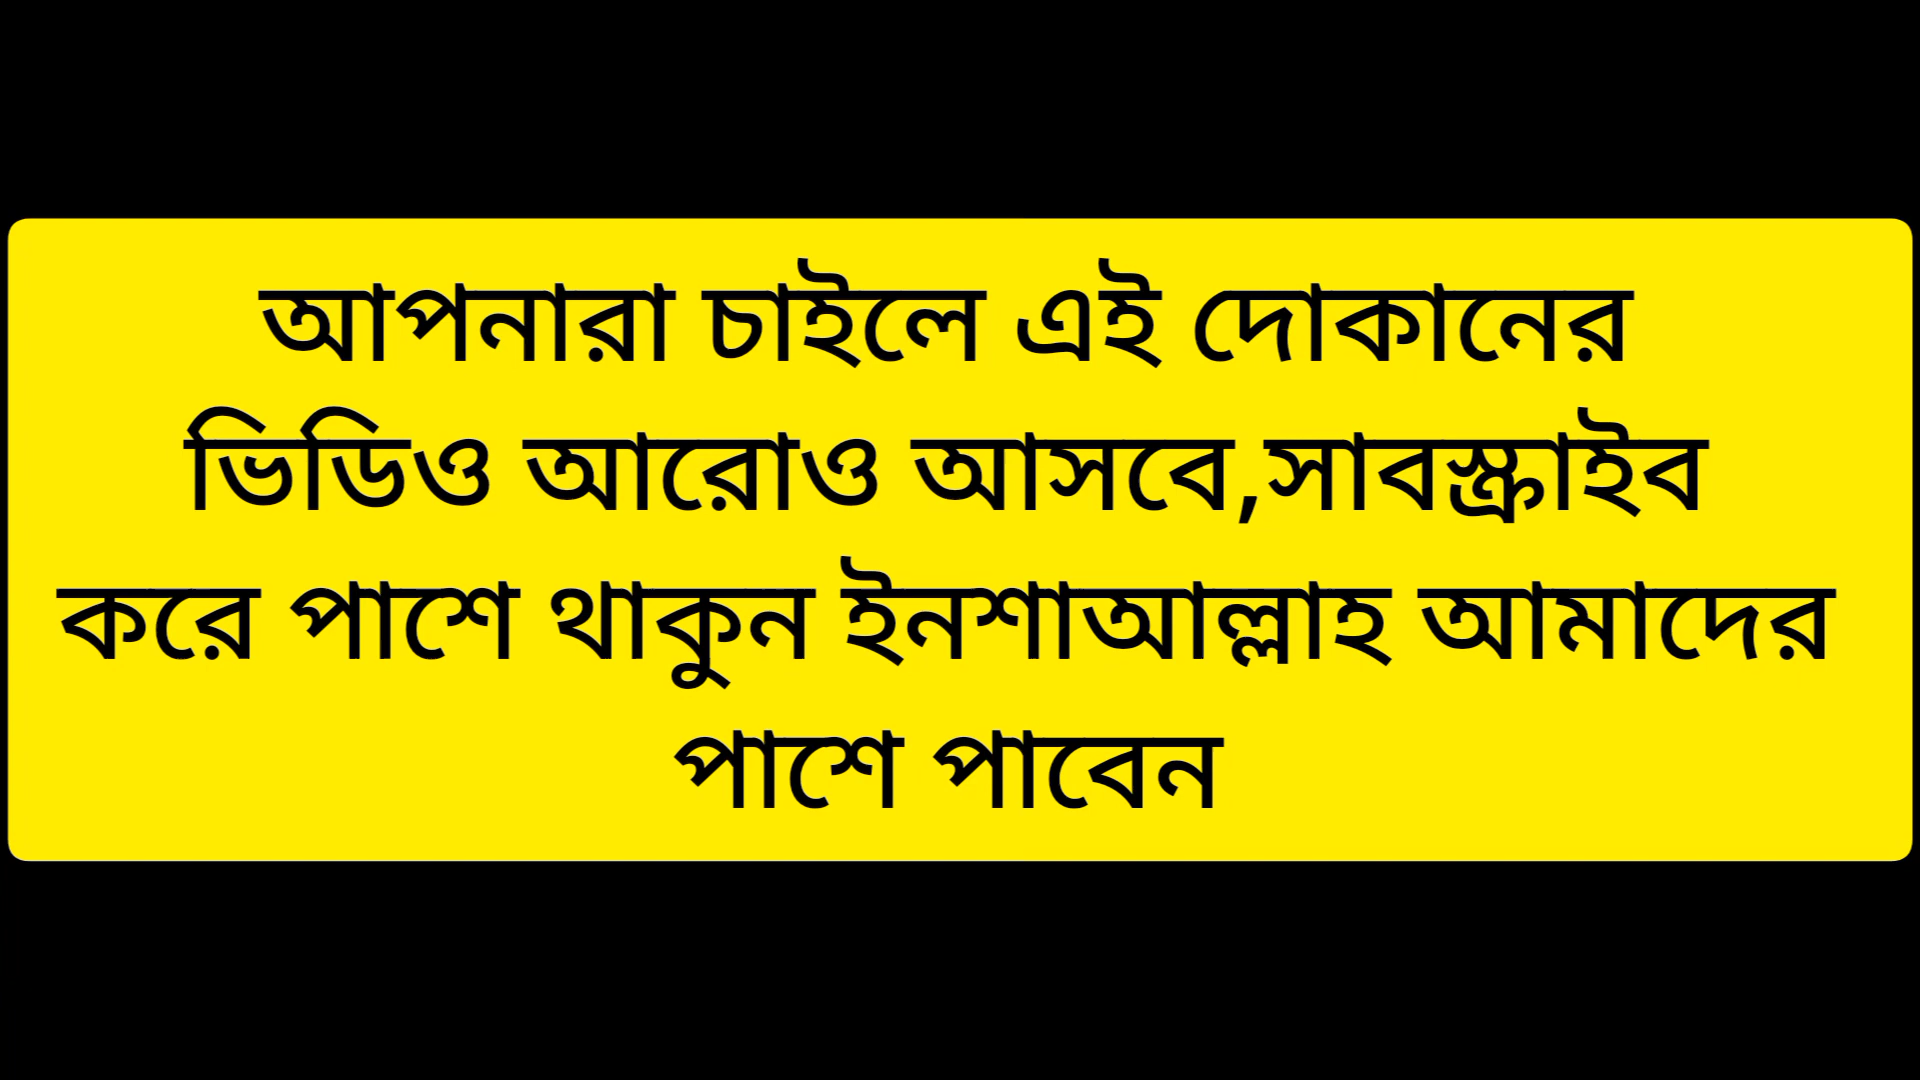 আপনারা চাইলে এই দোকানের
ভিডিও আরোও আসবে,সাবস্ক্রাইব
করে পাশে থাকুন ইনশাআল্লাহ আমাদের
পাশে পাবেন